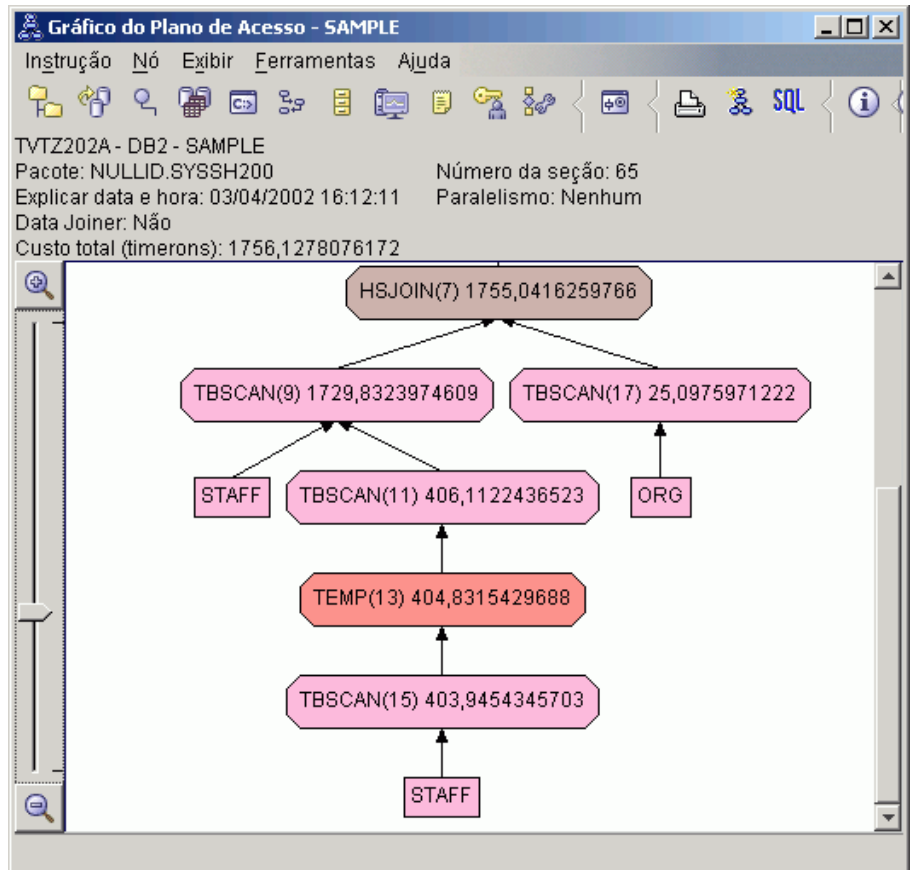 Gráfico do Plano de Acesso - SAMPLE
Instrução Nó Exibir Ferramentas Ajuda
C:> SQL i
TVTZ202A - DB2 - SAMPLE
Pacote: NULLID.SYSSH200 Número da seção: 65
Explicar data e hora: 03/04/2002 16:12:11 Paralelismo: Nenhum
Data Joiner: Não
Custo total (timerons): 1756,1278076172
HSJOIN(7) 1755,0416259766
TBSCAN(9) 1729,8323974609 TBSCAN(17) 25,0975971222
STAFF TBSCAN(11) 406,1122436523 ORG
TEMP(13) 404,8315429688
TBSCAN(15) 403,9454345703
STAFF